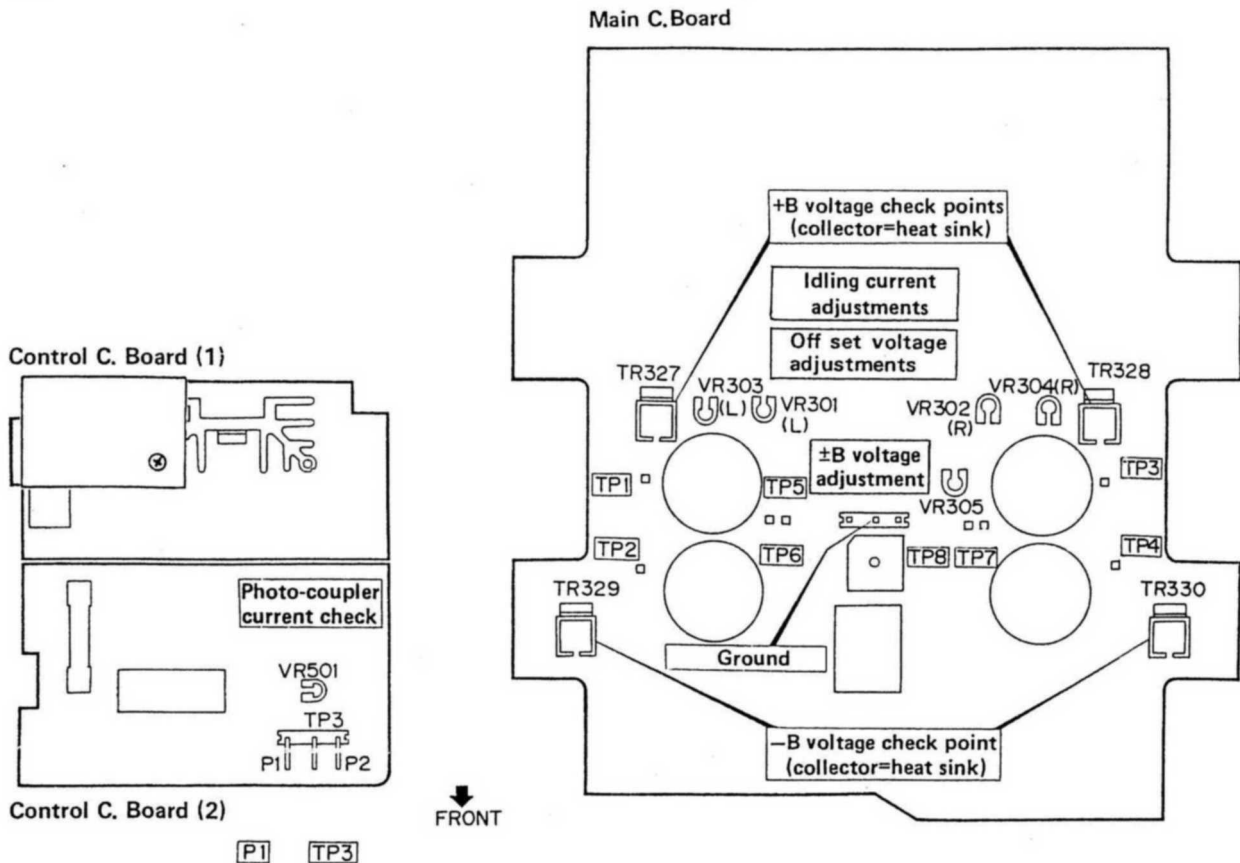 Main C.Board
+B voltage check points
(collector=heat sink)
Idling current
adjustments
Off set voltage
adjustments
Control C. Board (1)
TR327
VR303
(L)
VR301
(L)
VR302
(R)
VR304(R)
TR328
±B voltage
adjustment
TP1
TP5
VR305
TP3
TP2
TP6
TP8
TP7
TP4
TR329
TR330
Ground
Photo-coupler
current check
VR501
TP3
P1
P2
−B voltage check point
(collector=heat sink)
Control C. Board (2)
FRONT
P1
TP3